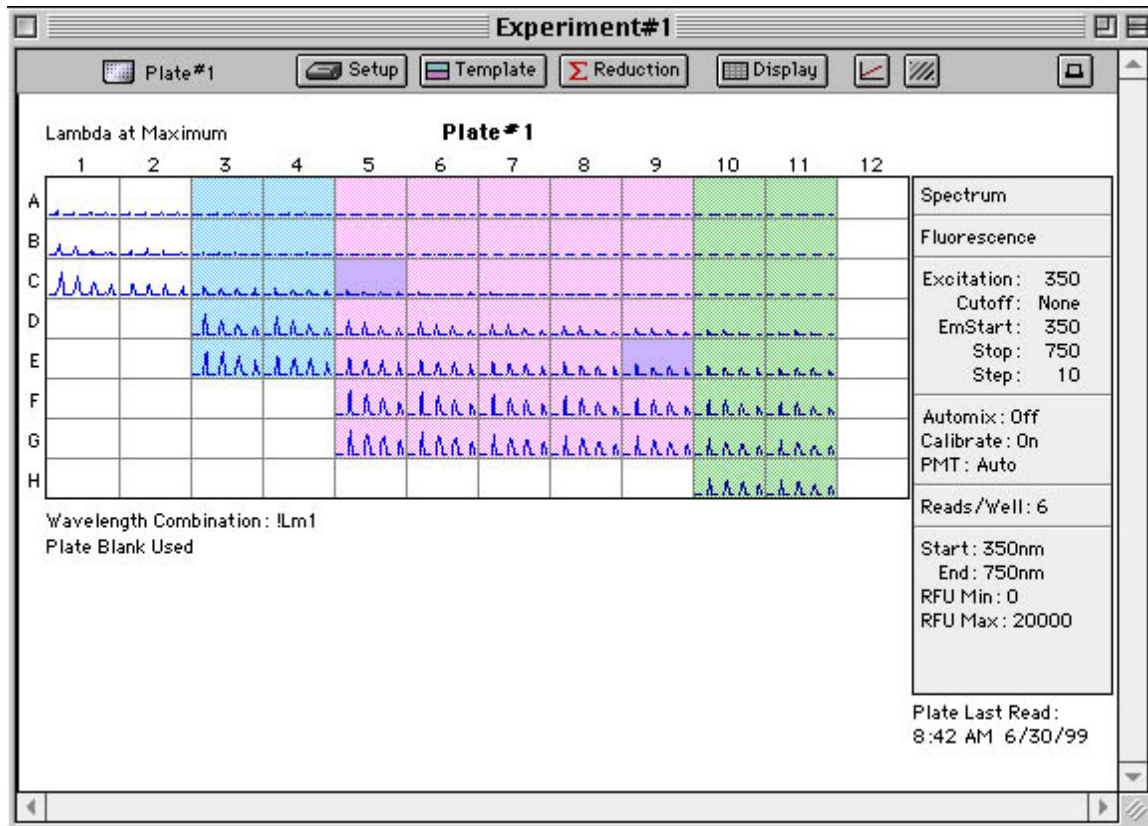 Experiment#1
Plate#1 Setup Template Reduction Display
Lambda at Maximum Plate#1
1 2 3 4 5 6 7 8 9 10 11 12
A
B
C
D
E
F
G
H
Wavelength Combination: !Lm1
Plate Blank Used
Spectrum
Fluorescence
Excitation: 350
Cutoff: None
EmStart: 350
Stop: 750
Step: 10
Automix: Off
Calibrate: On
PMT: Auto
Reads/Well: 6
Start: 350nm
End: 750nm
RFU Min: 0
RFU Max: 20000
Plate Last Read:
8:42 AM 6/30/99